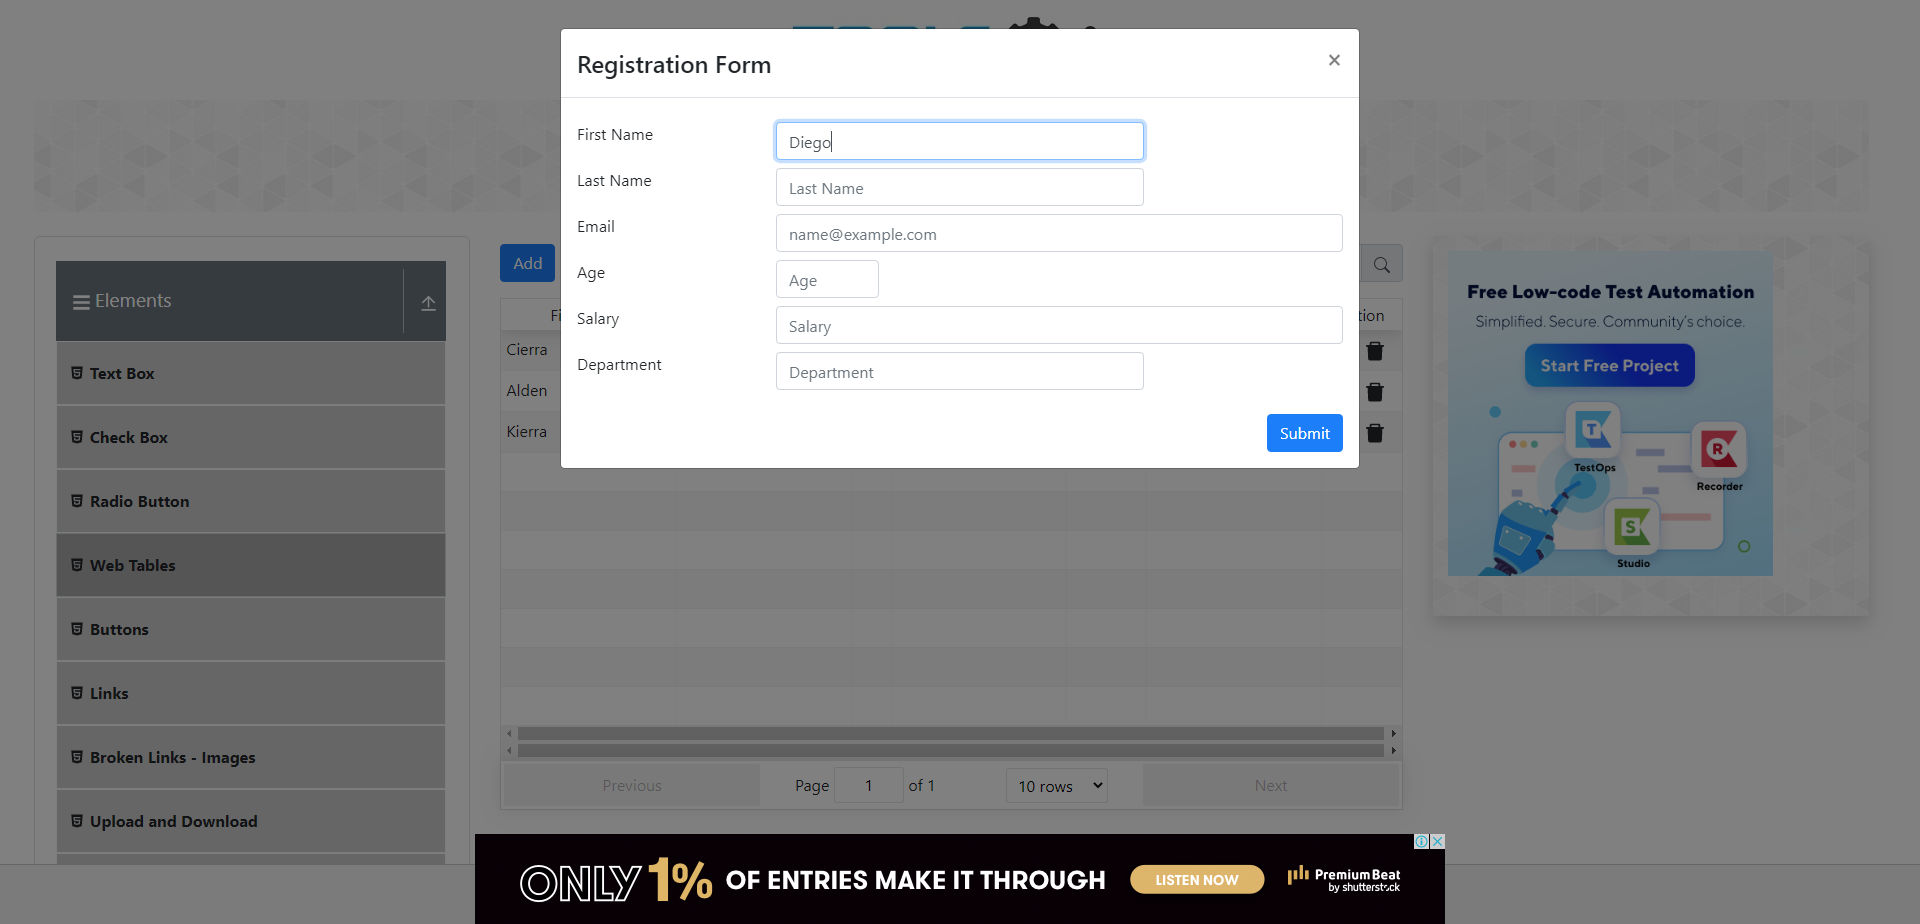 Registration Form
×
First Name
Diego
Last Name
Last Name
Email
name@example.com
Age
Age
Salary
Salary
Department
Department
Submit
Elements
Text Box
Check Box
Radio Button
Web Tables
Buttons
Links
Broken Links - Images
Upload and Download
Add
Cierra
Alden
Kierra
Previous
Page 1 of 1
10 rows
Next
Free Low-code Test Automation
Simplified. Secure. Community's choice.
Start Free Project
TestOps
Recorder
Studio
ONLY 1% OF ENTRIES MAKE IT THROUGH
LISTEN NOW
PremiumBeat
by shutterstock